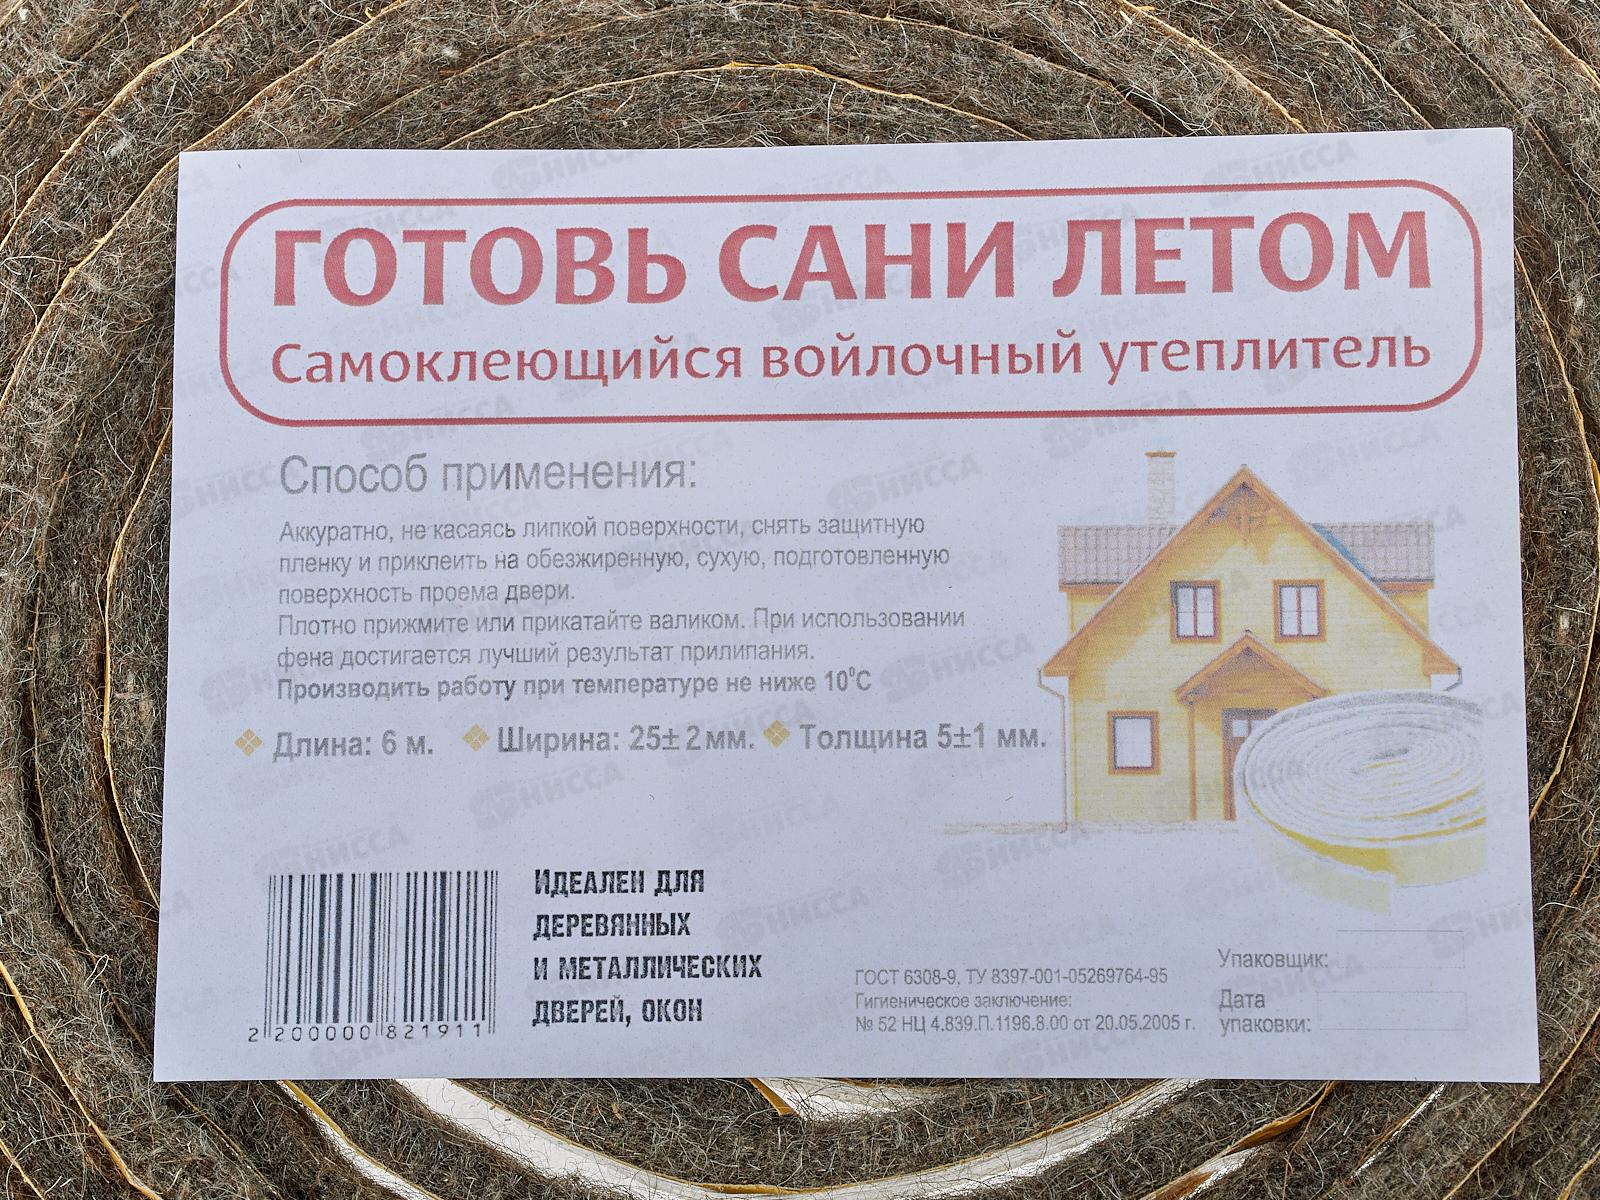 ГОТОВЬ САНИ ЛЕТОМ
Самоклеющийся войлочный утеплитель
Способ применения:
Аккуратно, не касаясь липкой поверхности, снять защитную
пленку и приклеить на обезжиренную, сухую, подготовленную
поверхность проема двери.
Плотно прижмите или прикатайте валиком. При использовании
фена достигается лучший результат прилипания.
Производить работу при температуре не ниже 10⁰С
Длина: 6 м. Ширина: 25±2мм. Толщина 5±1 мм.
ИДЕАЛЕН ДЛЯ
ДЕРЕВЯННЫХ
И МЕТАЛЛИЧЕСКИХ
ДВЕРЕЙ, ОКОН
2 200000 821911
ГОСТ 6308-9, ТУ 8397-001-05269764-95
Гигиеническое заключение:
№ 52 НЦ 4.839.П.1196.8.00 от 20.05.2005 г.
Упаковщик:
Дата
упаковки:
НИССА